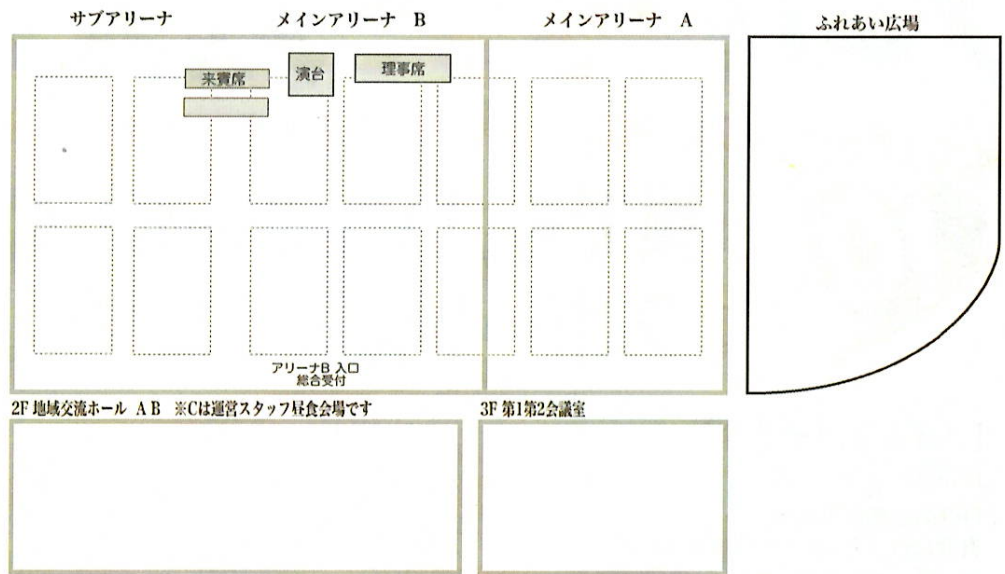 サブアリーナ
メインアリーナ B
メインアリーナ A
ふれあい広場
来賓席
演台
理事席
アリーナB 入口
総合受付
2F 地域交流ホール A B ※Cは運営スタッフ昼食会場です
3F 第1第2会議室